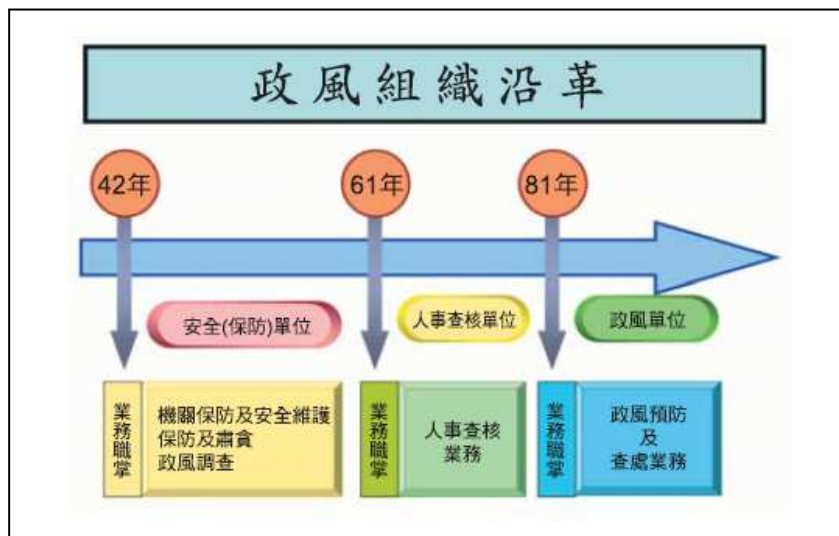 政風組織沿革
42年
61年
81年
安全(保防)單位
人事查核單位
政風單位
業務職掌
機關保防及安全維護
保防及肅貪
政風調查
業務職掌
人事查核
業務
業務職掌
政風預防
及
查處業務